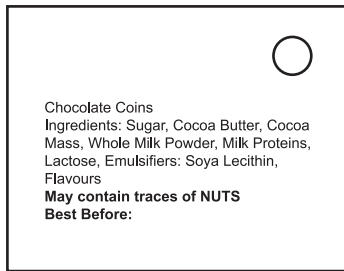 Chocolate Coins
Ingredients: Sugar, Cocoa Butter, Cocoa
Mass, Whole Milk Powder, Milk Proteins,
Lactose, Emulsifiers: Soya Lecithin,
Flavours
May contain traces of NUTS
Best Before: